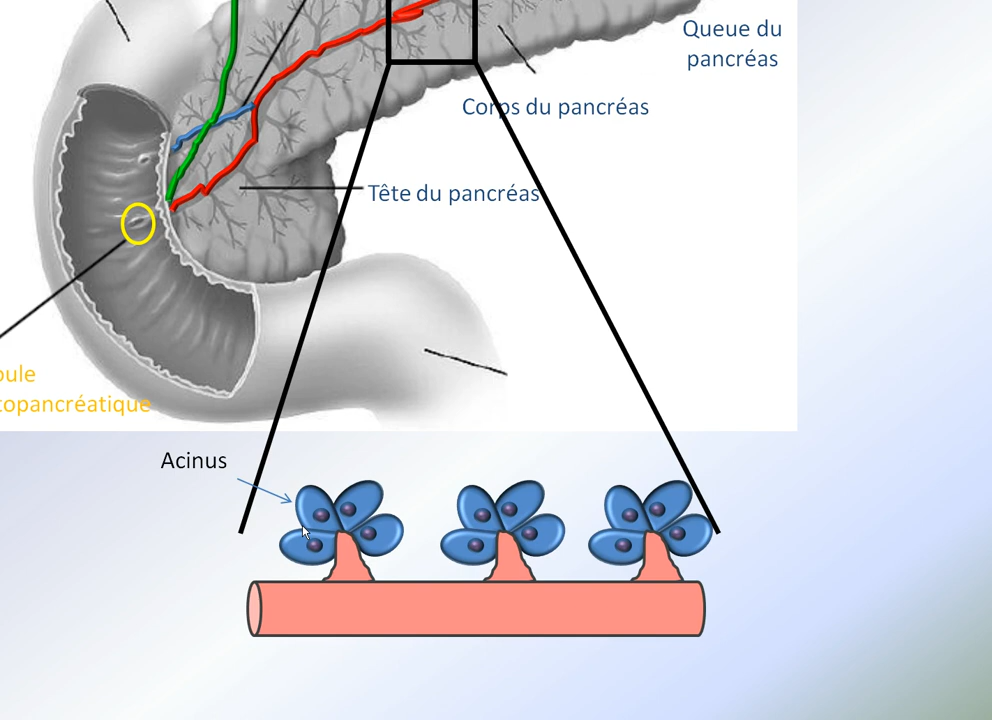 Queue du
pancréas
Corps du pancréas
Tête du pancréas
Acinus